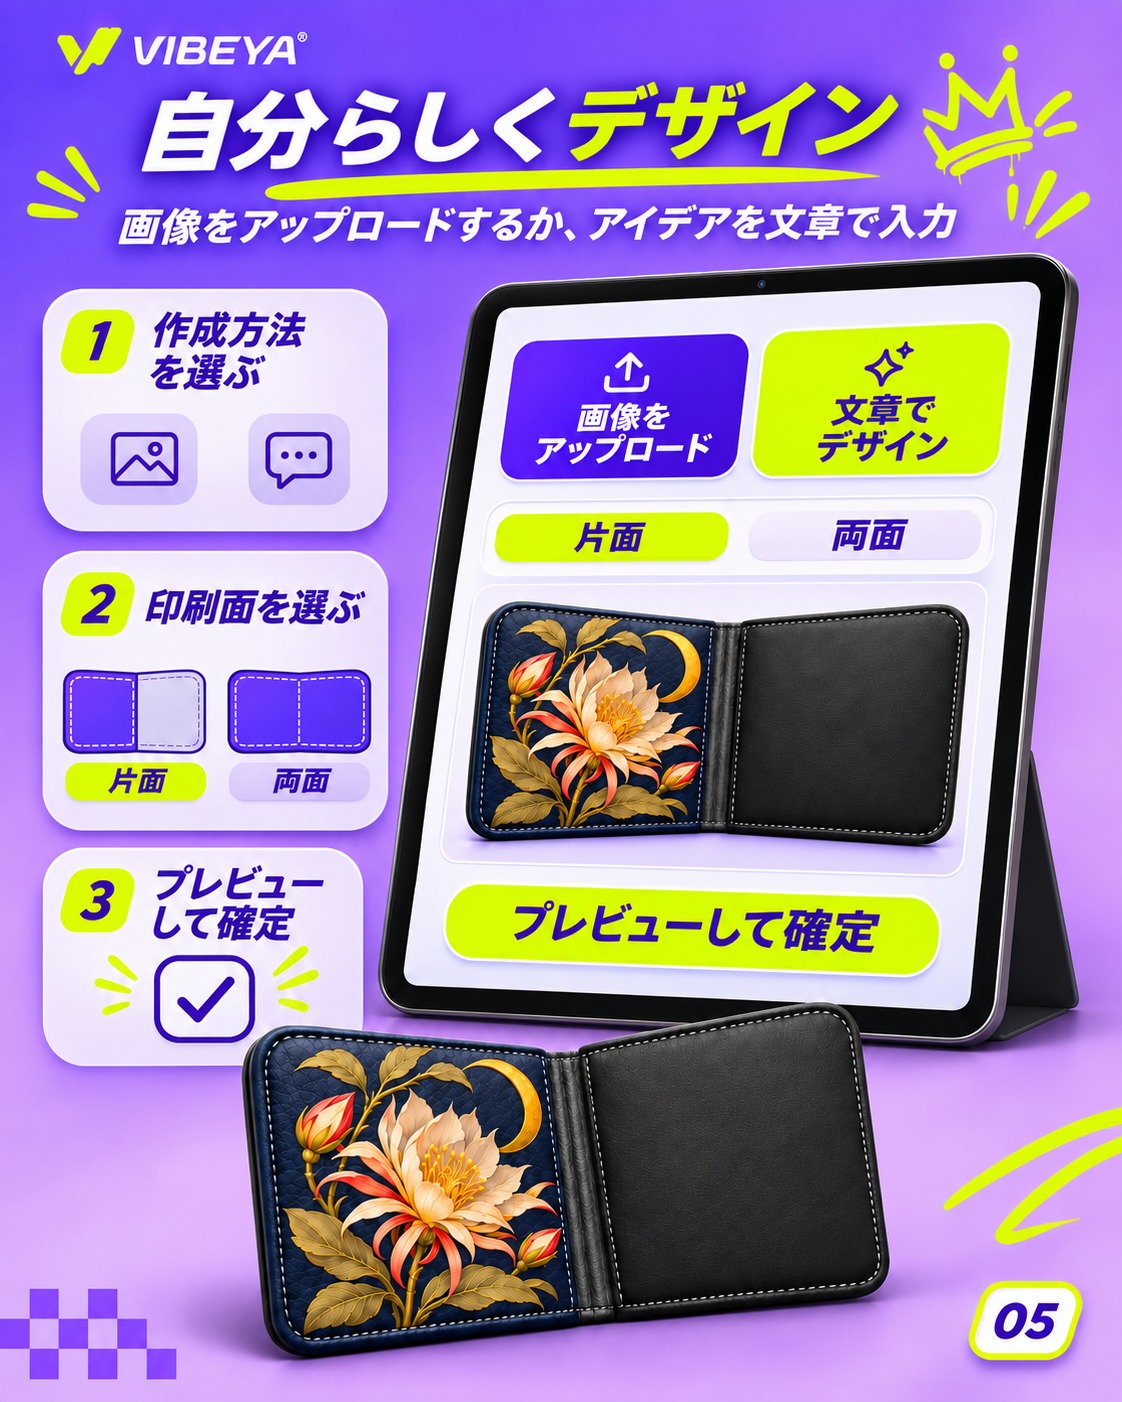 VIBEYA®
自分らしくデザイン
画像をアップロードするか、アイデアを文章で入力
1
作成方法
を選ぶ
2
印刷面を選ぶ
片面
両面
3
プレビュー
して確定
画像を
アップロード
文章で
デザイン
片面
両面
プレビューして確定
05